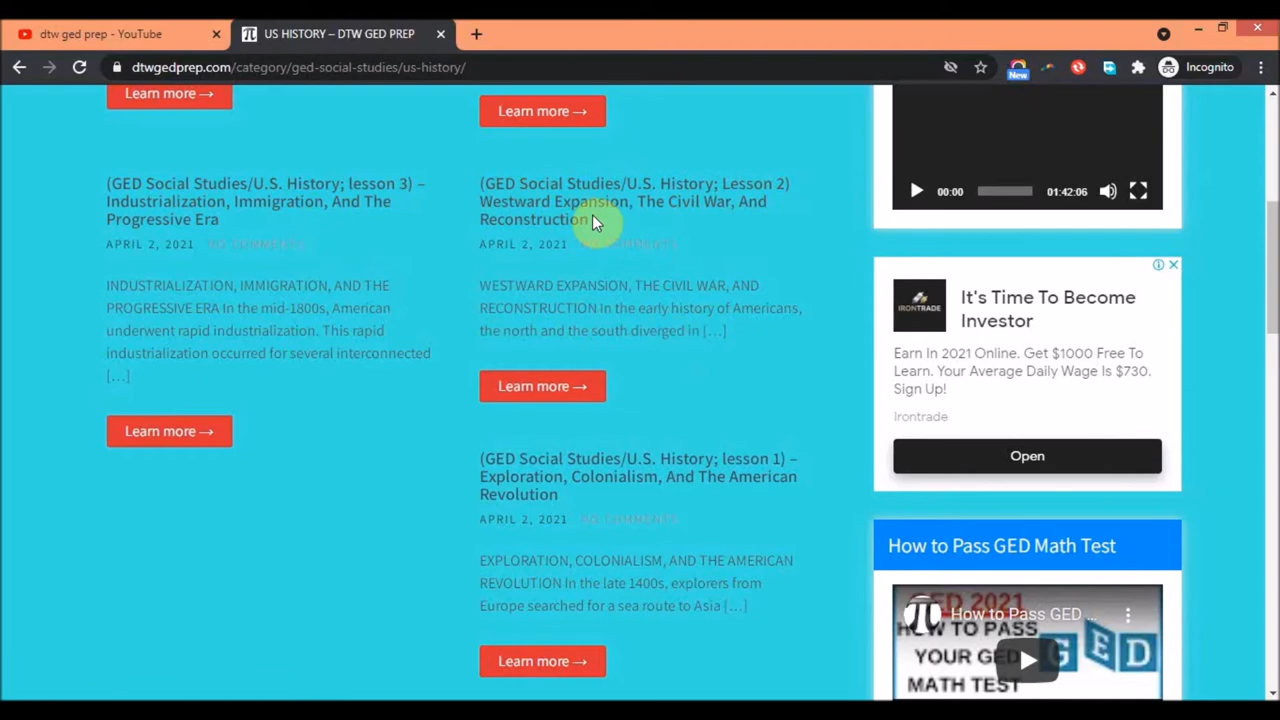 dtw ged prep - YouTube
US HISTORY – DTW GED PREP
dtwgedprep.com/category/ged-social-studies/us-history/
New
Incognito
Learn more →
(GED Social Studies/U.S. History; lesson 3) –
Industrialization, Immigration, And The
Progressive Era
APRIL 2, 2021 NO COMMENTS
INDUSTRIALIZATION, IMMIGRATION, AND THE
PROGRESSIVE ERA In the mid-1800s, American
underwent rapid industrialization. This rapid
industrialization occurred for several interconnected
[…]
Learn more →
Learn more →
(GED Social Studies/U.S. History; Lesson 2)
Westward Expansion, The Civil War, And
Reconstruction
APRIL 2, 2021 NO COMMENTS
WESTWARD EXPANSION, THE CIVIL WAR, AND
RECONSTRUCTION In the early history of Americans,
the north and the south diverged in […]
Learn more →
(GED Social Studies/U.S. History; lesson 1) –
Exploration, Colonialism, And The American
Revolution
APRIL 2, 2021 NO COMMENTS
EXPLORATION, COLONIALISM, AND THE AMERICAN
REVOLUTION In the late 1400s, explorers from
Europe searched for a sea route to Asia […]
Learn more →
00:00
01:42:06
IRONTRADE
It's Time To Become
Investor
Earn In 2021 Online. Get $1000 Free To
Learn. Your Average Daily Wage Is $730.
Sign Up!
Irontrade
Open
How to Pass GED Math Test
GED 2021
How to Pass GED ...
HOW TO PASS
YOUR GED
MATH TEST
GED